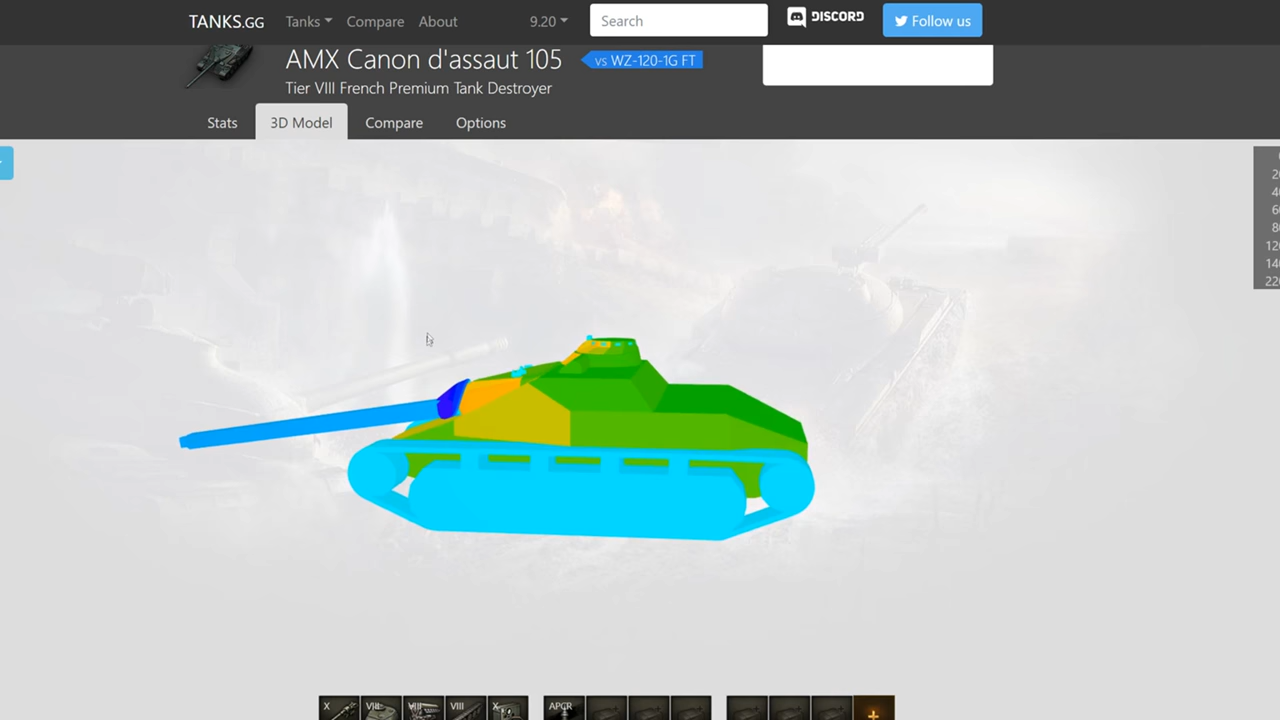 TANKS.GG Tanks Compare About 9.20 Search DISCORD Follow us
AMX Canon d'assaut 105 vs WZ-120-1G FT
Tier VIII French Premium Tank Destroyer
Stats 3D Model Compare Options
X VIII VIII VIII X APCR